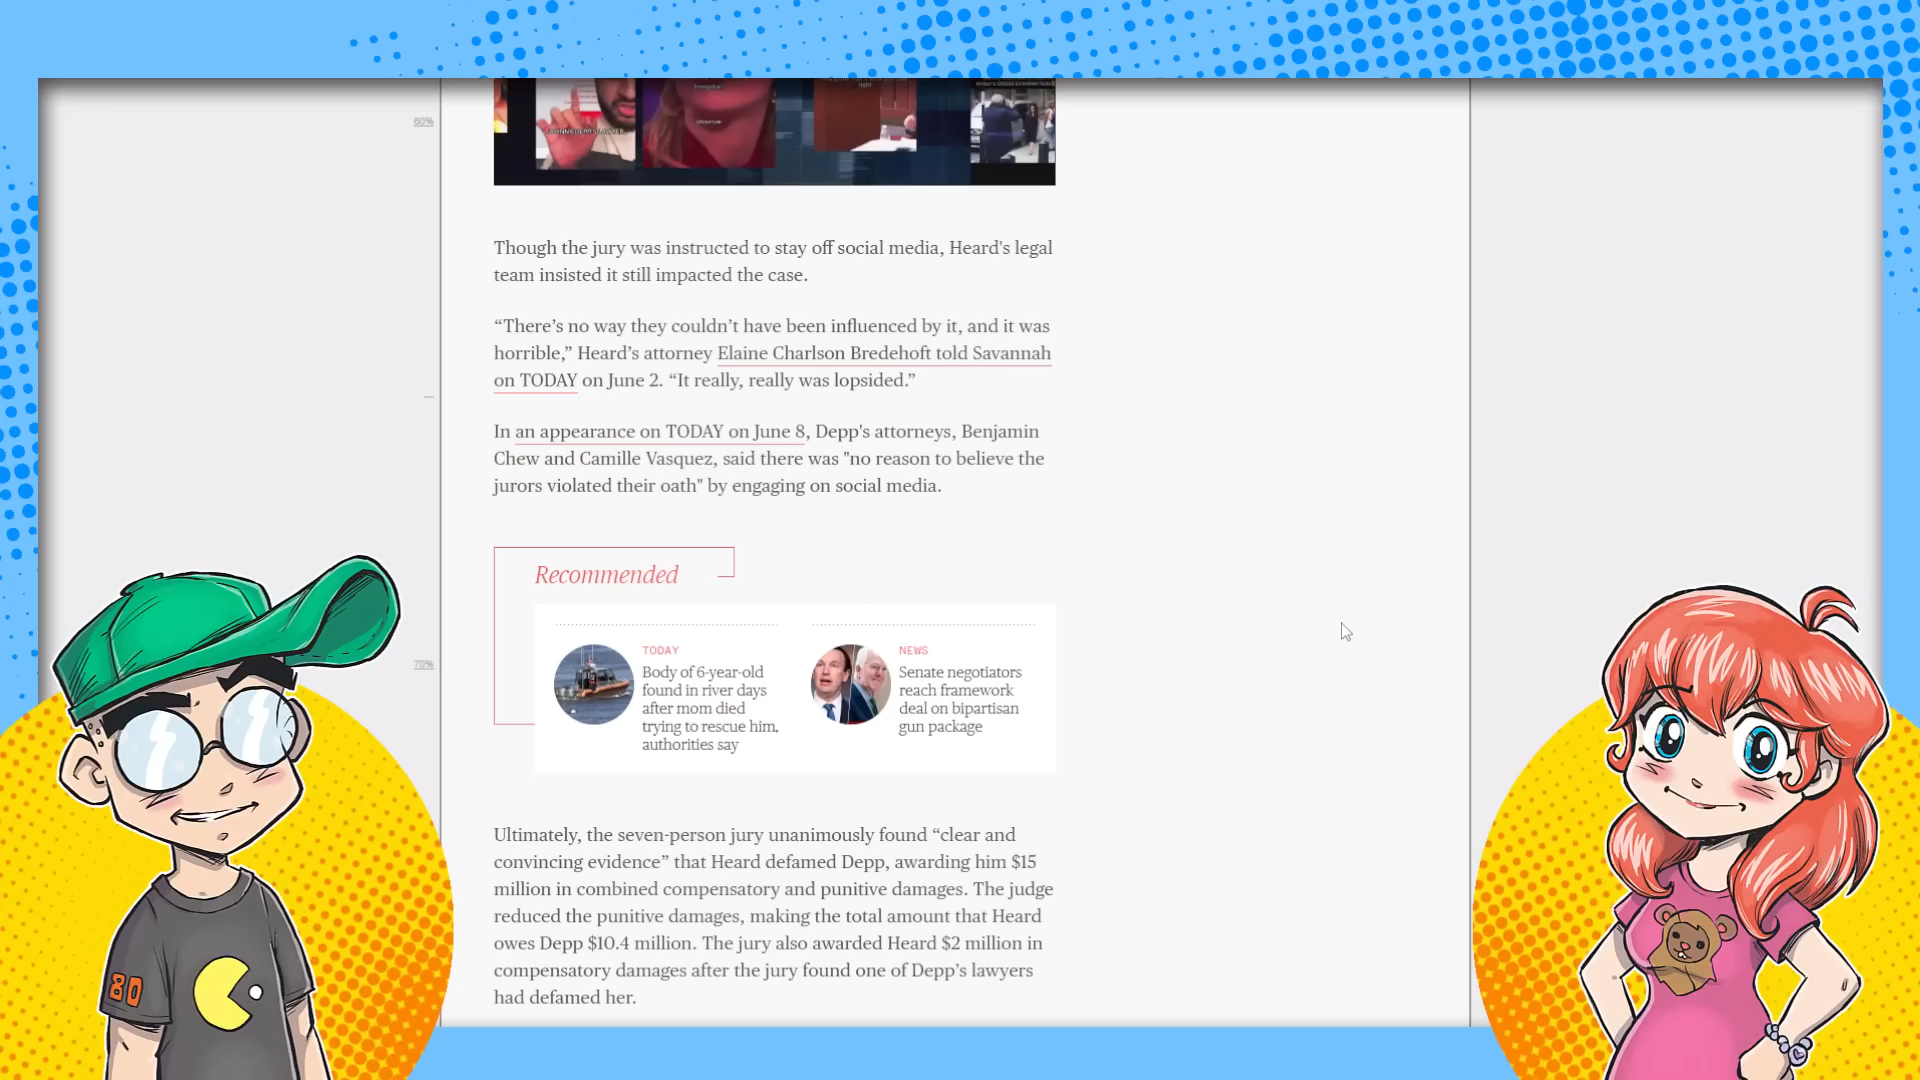 60%
Though the jury was instructed to stay off social media, Heard's legal
team insisted it still impacted the case.
“There’s no way they couldn’t have been influenced by it, and it was
horrible,” Heard’s attorney Elaine Charlson Bredehoft told Savannah
on TODAY on June 2. “It really, really was lopsided.”
In an appearance on TODAY on June 8, Depp's attorneys, Benjamin
Chew and Camille Vasquez, said there was "no reason to believe the
jurors violated their oath" by engaging on social media.
Recommended
TODAY
Body of 6-year-old
found in river days
after mom died
trying to rescue him,
authorities say
NEWS
Senate negotiators
reach framework
deal on bipartisan
gun package
70%
Ultimately, the seven-person jury unanimously found “clear and
convincing evidence” that Heard defamed Depp, awarding him $15
million in combined compensatory and punitive damages. The judge
reduced the punitive damages, making the total amount that Heard
owes Depp $10.4 million. The jury also awarded Heard $2 million in
compensatory damages after the jury found one of Depp’s lawyers
had defamed her.
80